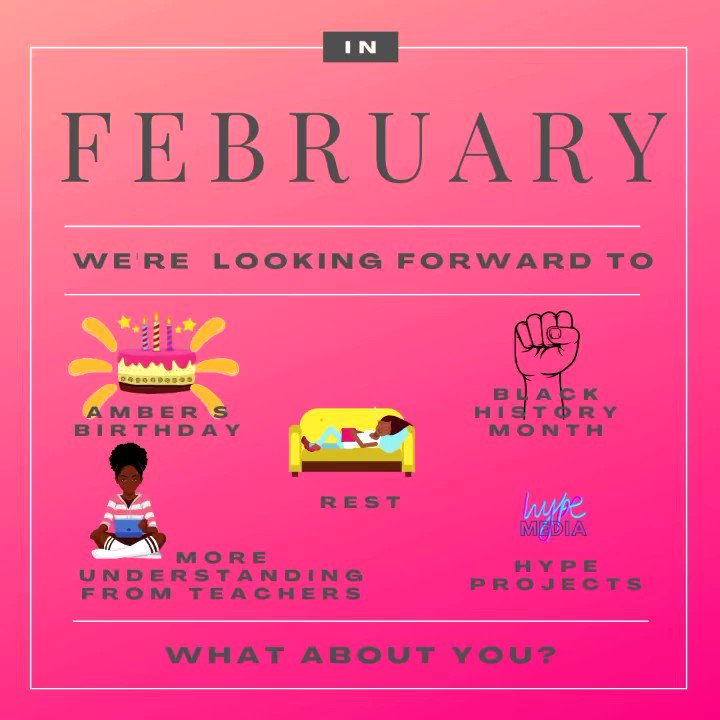 IN
FEBRUARY
WE'RE LOOKING FORWARD TO
AMBER S
BIRTHDAY
BLACK
HISTORY
MONTH
REST
MORE
UNDERSTANDING
FROM TEACHERS
hype
MEDIA
HYPE
PROJECTS
WHAT ABOUT YOU?